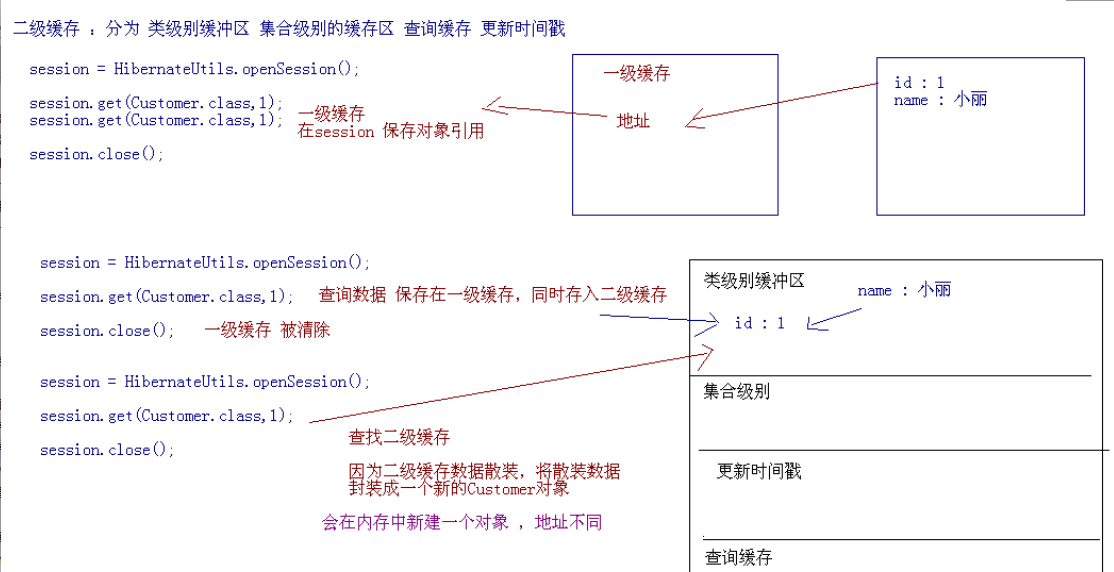 二级缓存 ：分为 类级别缓冲区 集合级别的缓存区 查询缓存 更新时间戳
session = HibernateUtils.openSession();
session.get(Customer.class,1);
session.get(Customer.class,1);
一级缓存
在session 保存对象引用
session.close();
一级缓存
地址
id : 1
name : 小丽
session = HibernateUtils.openSession();
session.get(Customer.class,1); 查询数据 保存在一级缓存，同时存入二级缓存
session.close(); 一级缓存 被清除
session = HibernateUtils.openSession();
session.get(Customer.class,1);
session.close();
查找二级缓存
因为二级缓存数据散装，将散装数据
封装成一个新的Customer对象
会在内存中新建一个对象 ，地址不同
类级别缓冲区
name : 小丽
id : 1
集合级别
更新时间戳
查询缓存